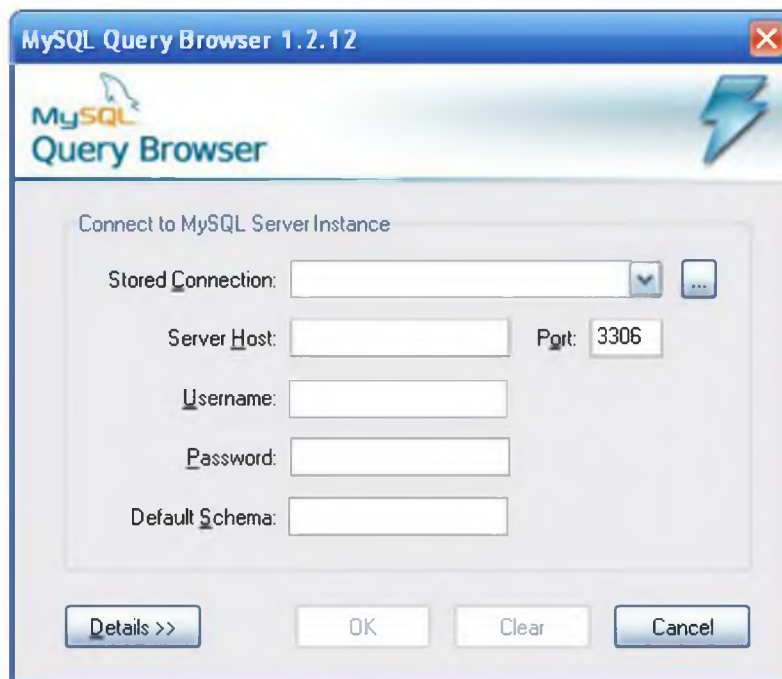 MySQL Query Browser 1.2.12
MySQL
Query Browser
Connect to MySQL Server Instance
Stored Connection:
...
Server Host:
Port: 3306
Username:
Password:
Default Schema:
Details >> OK Clear Cancel